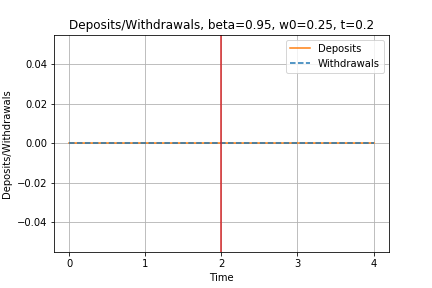 Deposits/Withdrawals, beta=0.95, w0=0.25, t=0.2
Deposits
Withdrawals
Deposits/Withdrawals
0.04
0.02
0.00
−0.02
−0.04
0 1 2 3 4
Time